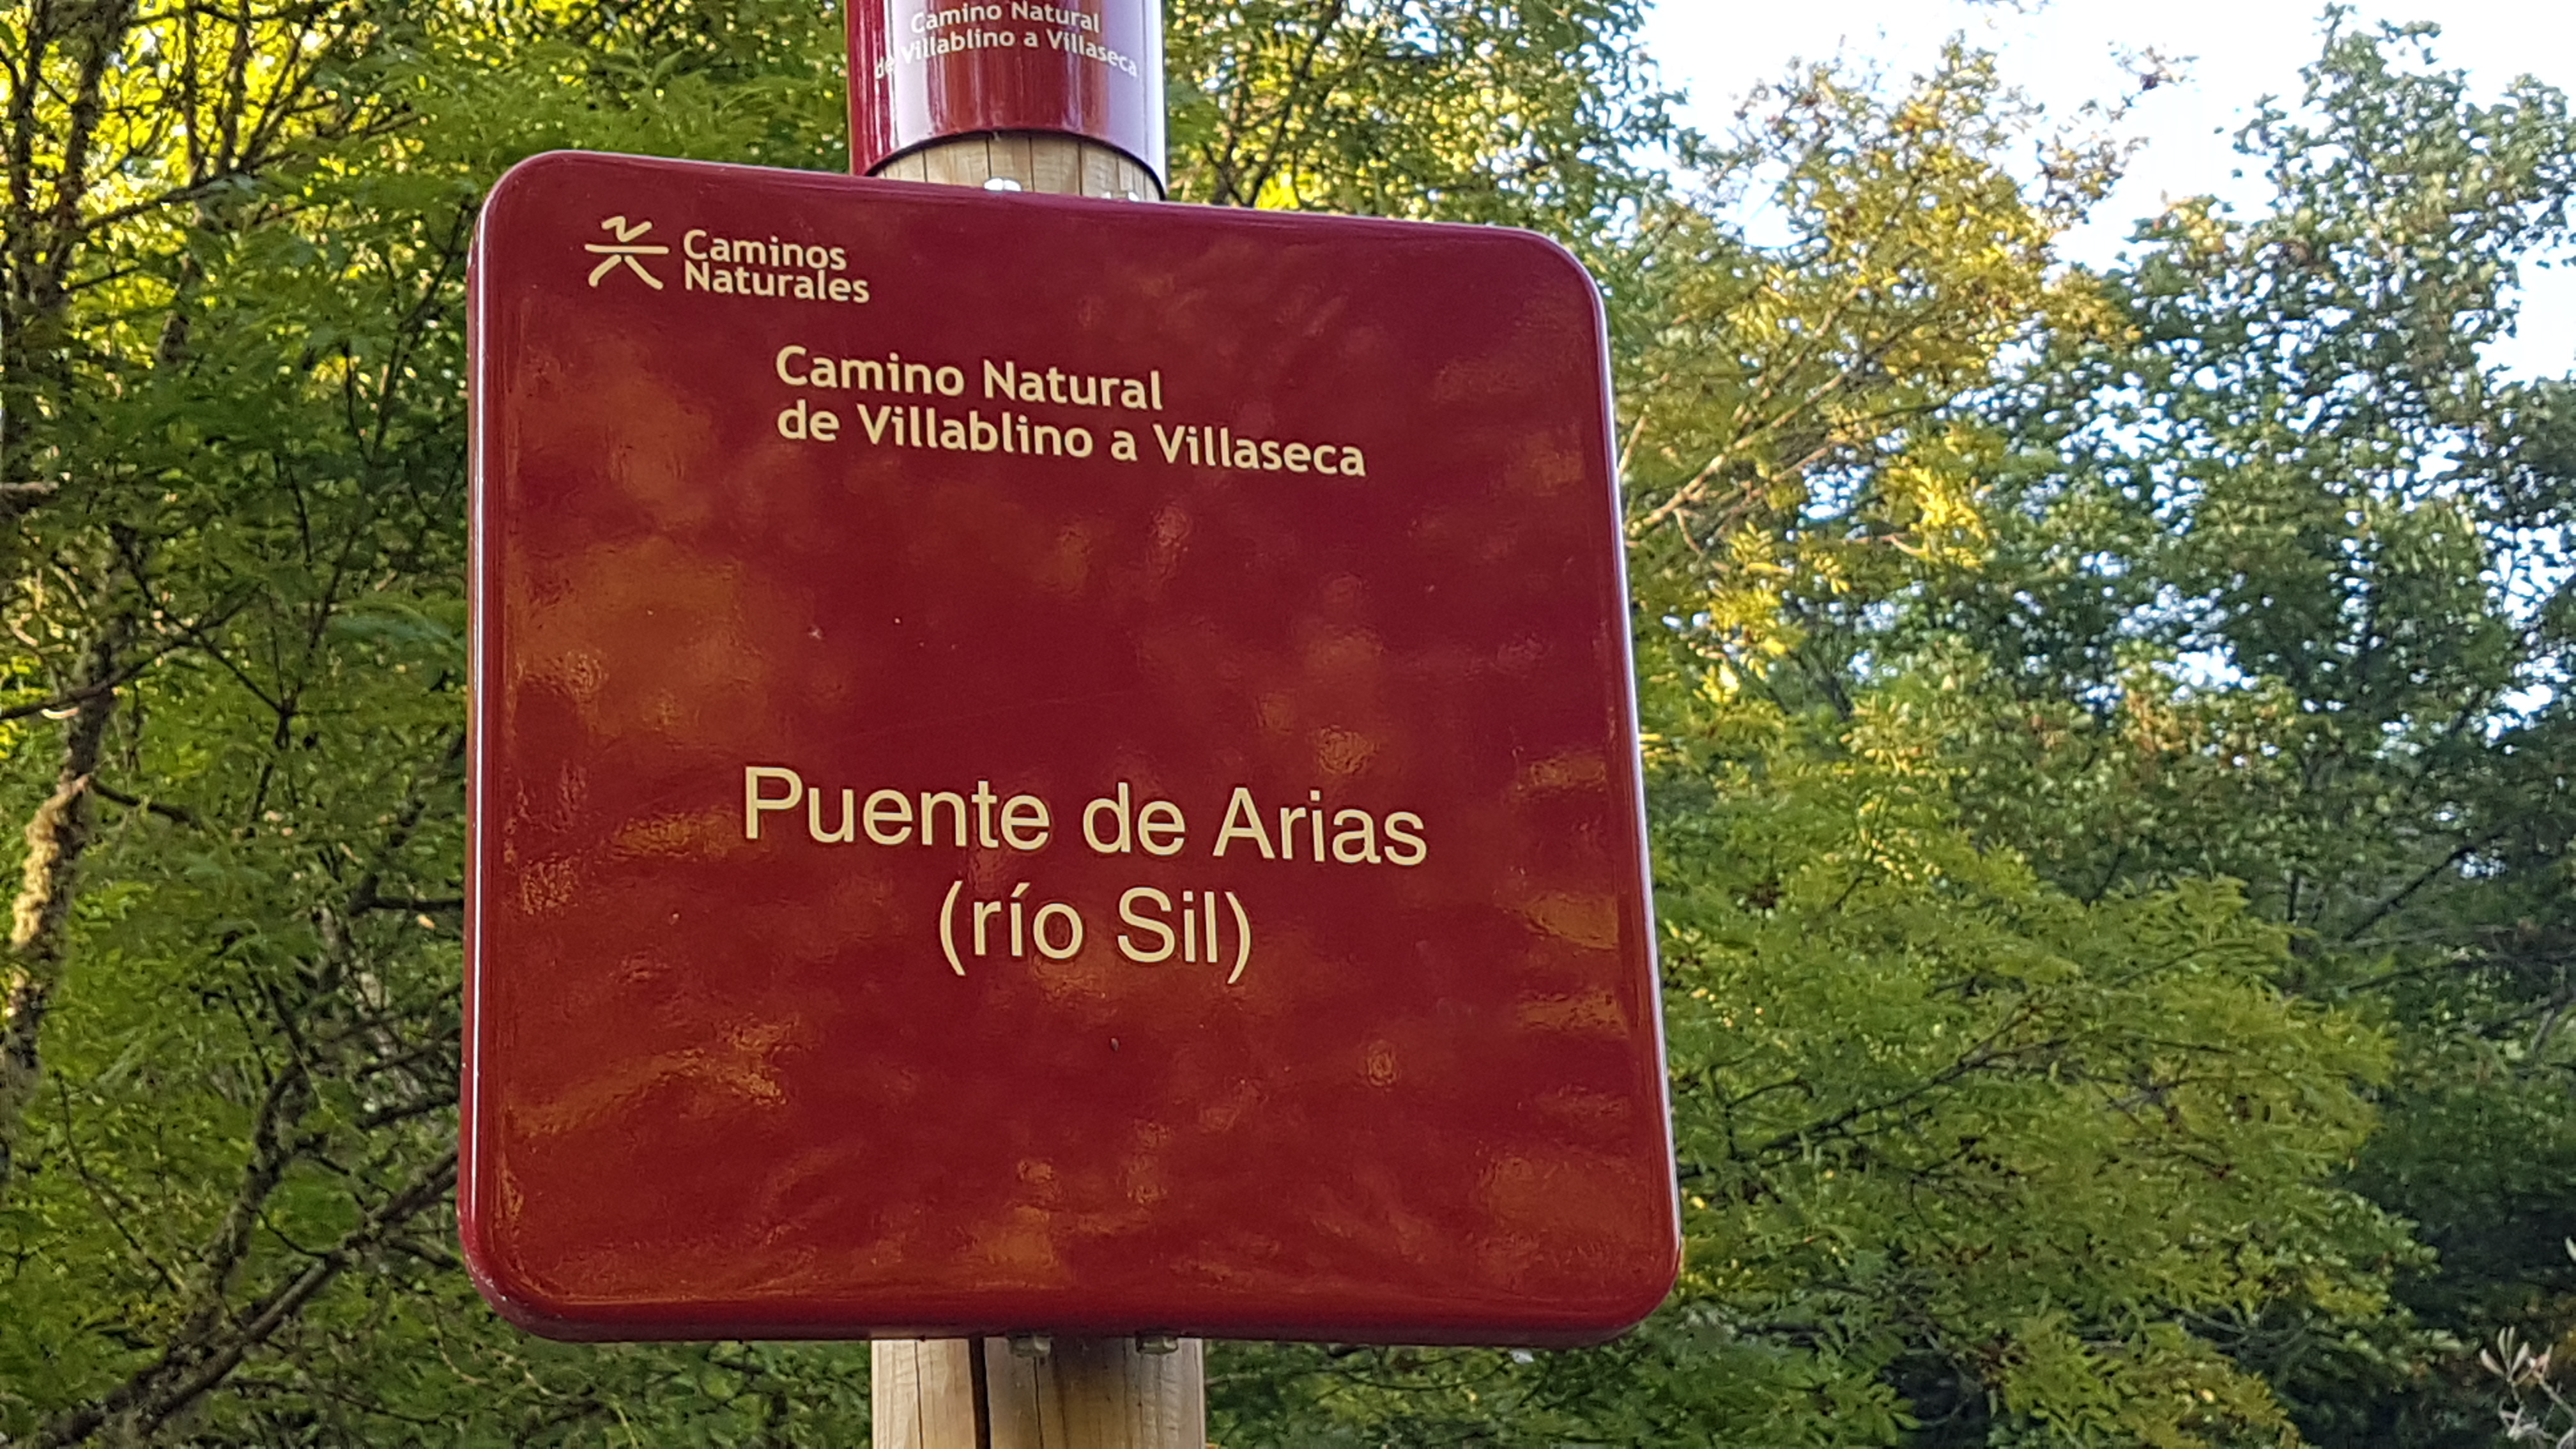 Camino Natural
de Villablino a Villaseca
Caminos
Naturales
Camino Natural
de Villablino a Villaseca
Puente de Arias
(río Sil)